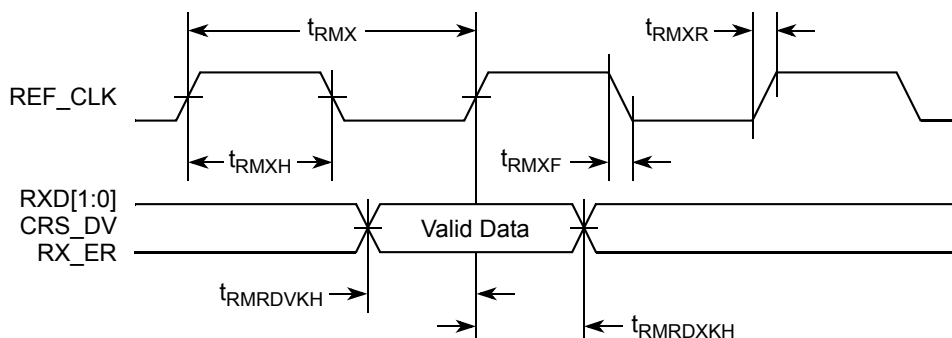 tRMX
tRMXR
REF_CLK
tRMXH
tRMXF
RXD[1:0]
CRS_DV
RX_ER
Valid Data
tRMRDVKH
tRMRDXKH